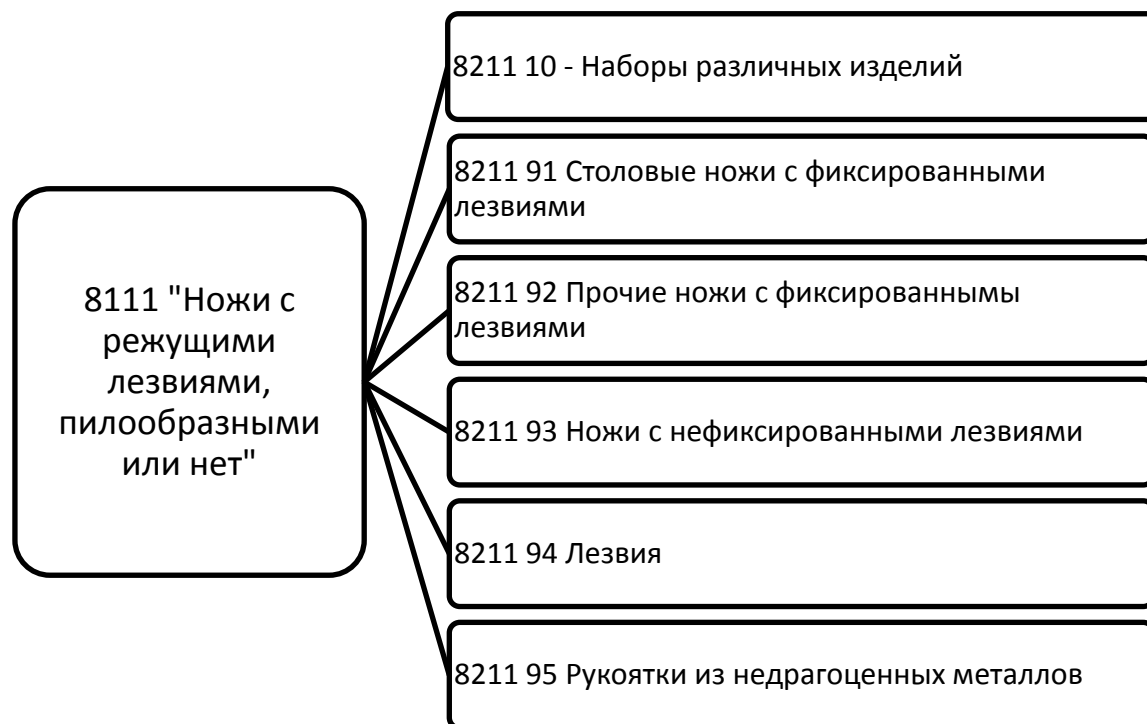 8111 "Ножи с
режущими
лезвиями,
пилообразными
или нет"
8211 10 - Наборы различных изделий
8211 91 Столовые ножи с фиксированными
лезвиями
8211 92 Прочие ножи с фиксированнымы
лезвиями
8211 93 Ножи с нефиксированными лезвиями
8211 94 Лезвия
8211 95 Рукоятки из недрагоценных металлов